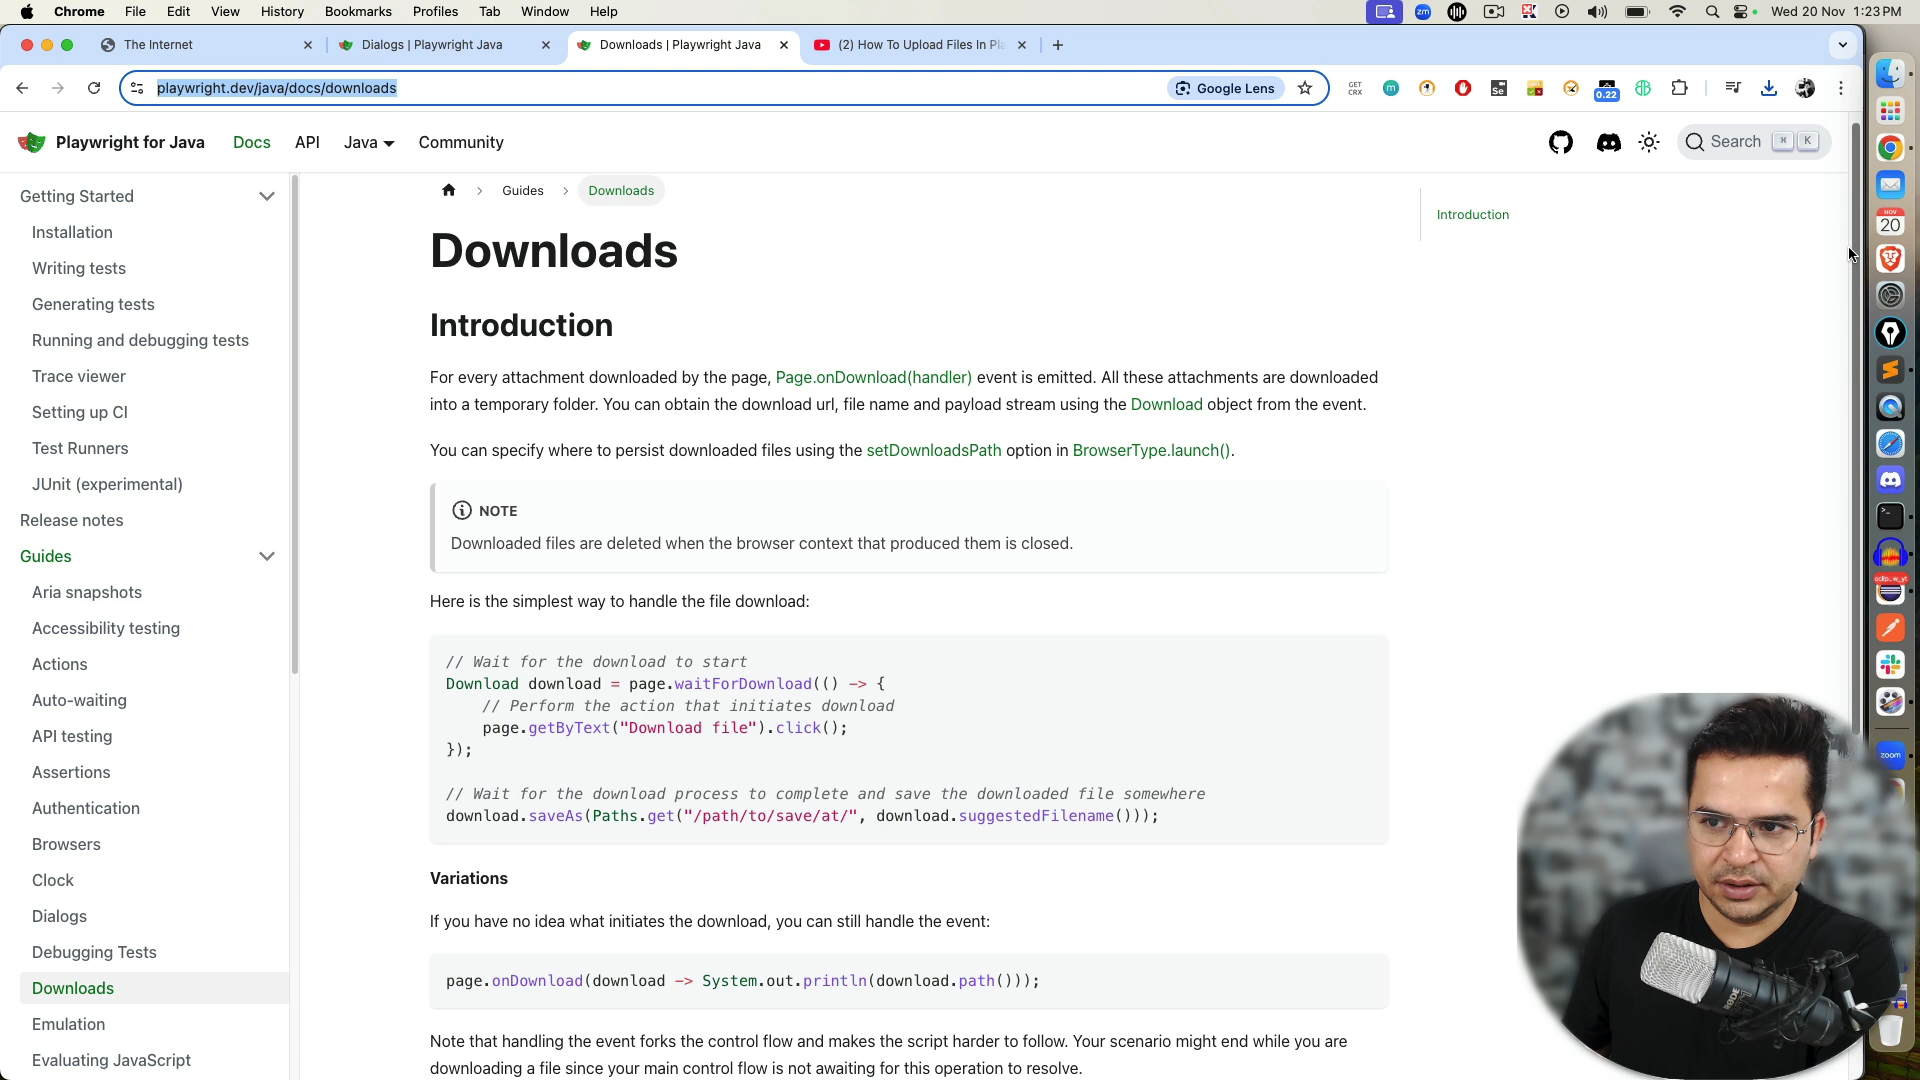 Chrome File Edit View History Bookmarks Profiles Tab Window Help
zm
Wed 20 Nov 1:23 PM
The Internet
Dialogs | Playwright Java
Downloads | Playwright Java
(2) How To Upload Files In Pl
playwright.dev/java/docs/downloads
Google Lens
GET CRX
m
Se
0.22
Playwright for Java Docs API Java Community
Search K
Getting Started
Installation
Writing tests
Generating tests
Running and debugging tests
Trace viewer
Setting up CI
Test Runners
JUnit (experimental)
Release notes
Guides
Aria snapshots
Accessibility testing
Actions
Auto-waiting
API testing
Assertions
Authentication
Browsers
Clock
Dialogs
Debugging Tests
Downloads
Emulation
Evaluating JavaScript
Guides Downloads
Downloads
Introduction
For every attachment downloaded by the page, Page.onDownload(handler) event is emitted. All these attachments are downloaded
into a temporary folder. You can obtain the download url, file name and payload stream using the Download object from the event.
You can specify where to persist downloaded files using the setDownloadsPath option in BrowserType.launch().
NOTE
Downloaded files are deleted when the browser context that produced them is closed.
Here is the simplest way to handle the file download:
// Wait for the download to start
Download download = page.waitForDownload(() -> {
// Perform the action that initiates download
page.getByText("Download file").click();
});
// Wait for the download process to complete and save the downloaded file somewhere
download.saveAs(Paths.get("/path/to/save/at/", download.suggestedFilename()));
Variations
If you have no idea what initiates the download, you can still handle the event:
page.onDownload(download -> System.out.println(download.path()));
Note that handling the event forks the control flow and makes the script harder to follow. Your scenario might end while you are
downloading a file since your main control flow is not awaiting for this operation to resolve.
Introduction
NOV
20
zoom
RØDE